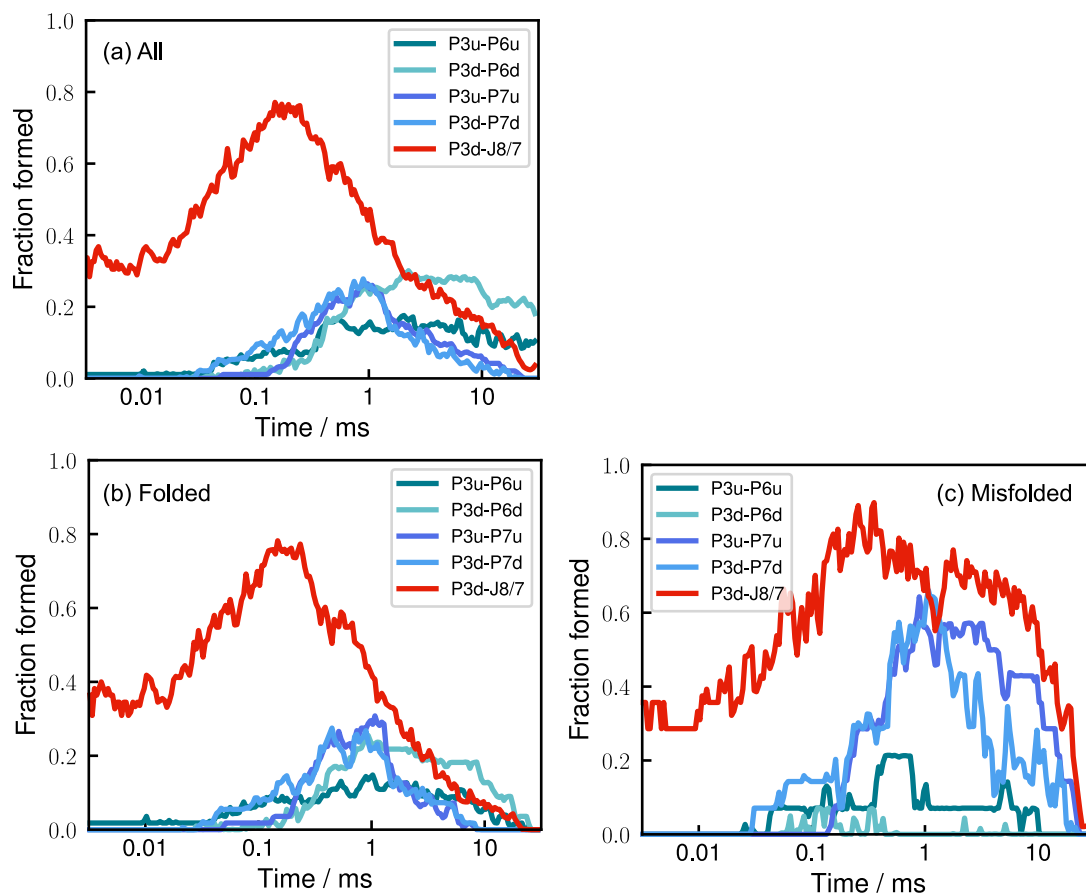 (a) All
P3u-P6u
P3d-P6d
P3u-P7u
P3d-P7d
P3d-J8/7
1.0
0.8
0.6
0.4
0.2
0.0
Fraction formed
0.01 0.1 1 10
Time / ms
(b) Folded
P3u-P6u
P3d-P6d
P3u-P7u
P3d-P7d
P3d-J8/7
1.0
0.8
0.6
0.4
0.2
0.0
Fraction formed
0.01 0.1 1 10
Time / ms
(c) Misfolded
P3u-P6u
P3d-P6d
P3u-P7u
P3d-P7d
P3d-J8/7
1.0
0.8
0.6
0.4
0.2
0.0
Fraction formed
0.01 0.1 1 10
Time / ms